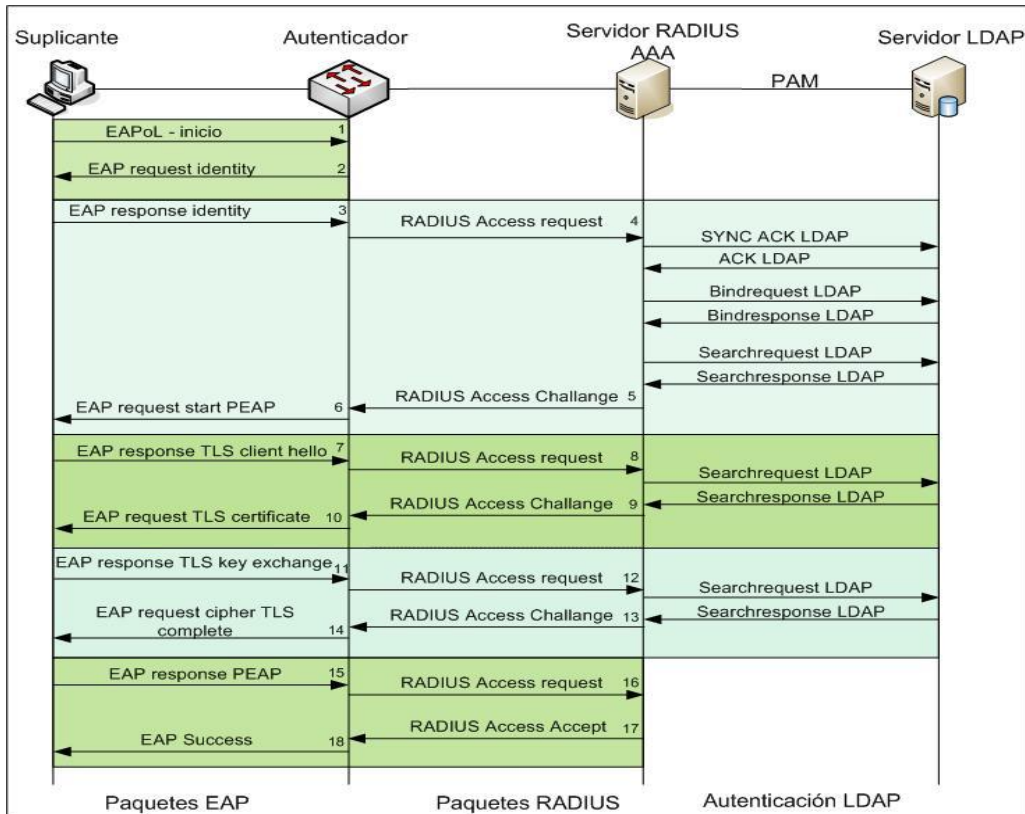 Suplicante
Autenticador
Servidor RADIUS
AAA
Servidor LDAP
PAM
EAPoL - inicio 1
EAP request identity 2
EAP response identity 3
RADIUS Access request 4
SYNC ACK LDAP
ACK LDAP
Bindrequest LDAP
Bindresponse LDAP
Searchrequest LDAP
Searchresponse LDAP
RADIUS Access Challange 5
EAP request start PEAP 6
EAP response TLS client hello 7
RADIUS Access request 8
Searchrequest LDAP
Searchresponse LDAP
RADIUS Access Challange 9
EAP request TLS certificate 10
EAP response TLS key exchange 11
RADIUS Access request 12
Searchrequest LDAP
Searchresponse LDAP
RADIUS Access Challange 13
EAP request cipher TLS
complete 14
EAP response PEAP 15
RADIUS Access request 16
RADIUS Access Accept 17
EAP Success 18
Paquetes EAP
Paquetes RADIUS
Autenticación LDAP